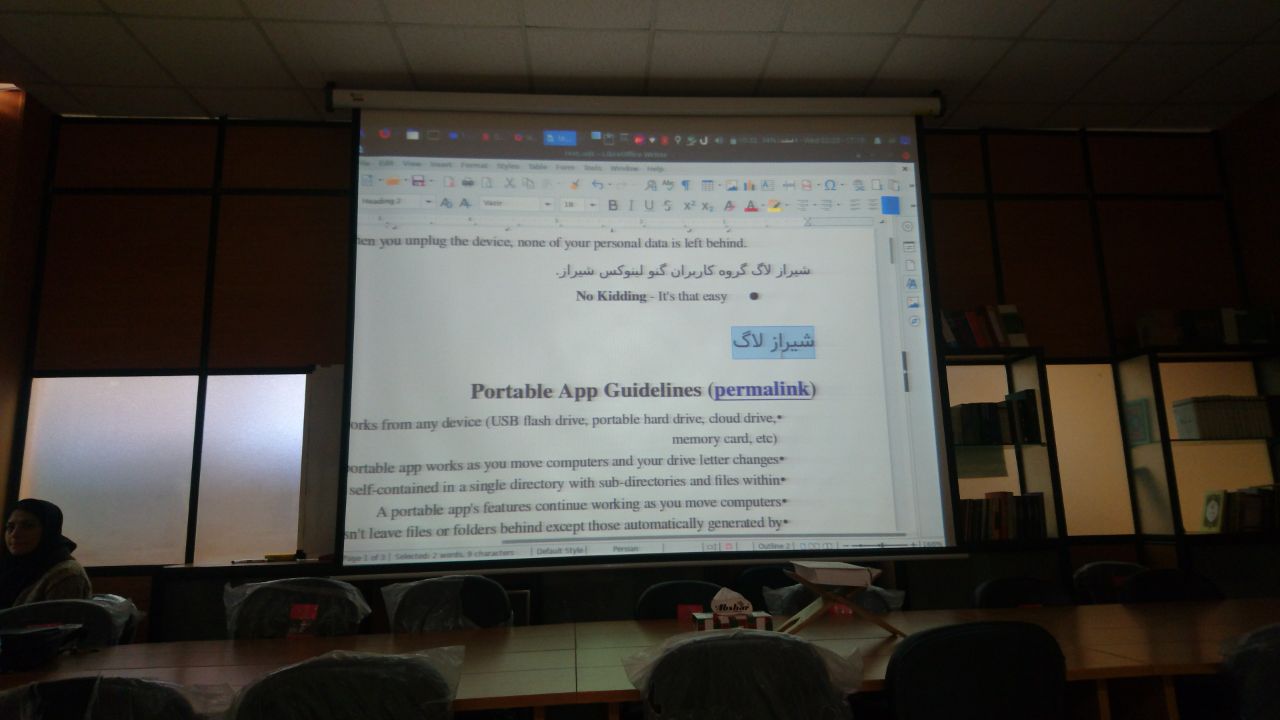 File Edit View Insert Format Styles Table Form Tools Window Help
Heading 2 Vazir 18
hen you unplug the device, none of your personal data is left behind.
شیراز لاگ گروه کاربران گنو لینوکس شیراز.
No Kidding - It's that easy
شیراز لاگ
Portable App Guidelines (permalink)
orks from any device (USB flash drive, portable hard drive, cloud drive,
memory card, etc)
portable app works as you move computers and your drive letter changes
self-contained in a single directory with sub-directories and files within
A portable app's features continue working as you move computers
sn't leave files or folders behind except those automatically generated by
Page 1 of 3 Selected: 2 words, 9 characters Default Style Persian Outline 2 160%
Abshar